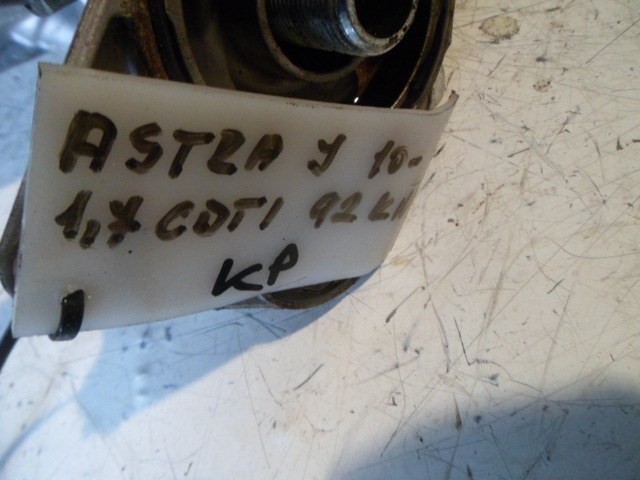 ASTRA J 10-
1,7 CDTI 92 KW
KP